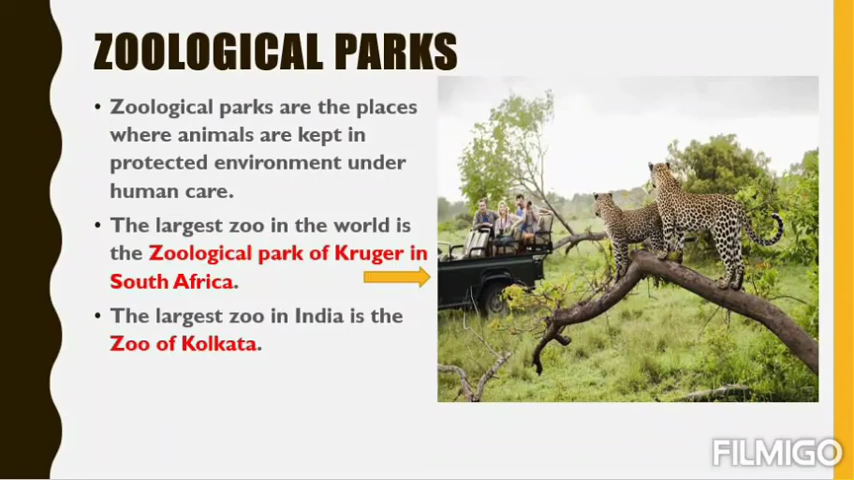 ZOOLOGICAL PARKS
• Zoological parks are the places
where animals are kept in
protected environment under
human care.
• The largest zoo in the world is
the Zoological park of Kruger in
South Africa.
• The largest zoo in India is the
Zoo of Kolkata.
FILMIGO